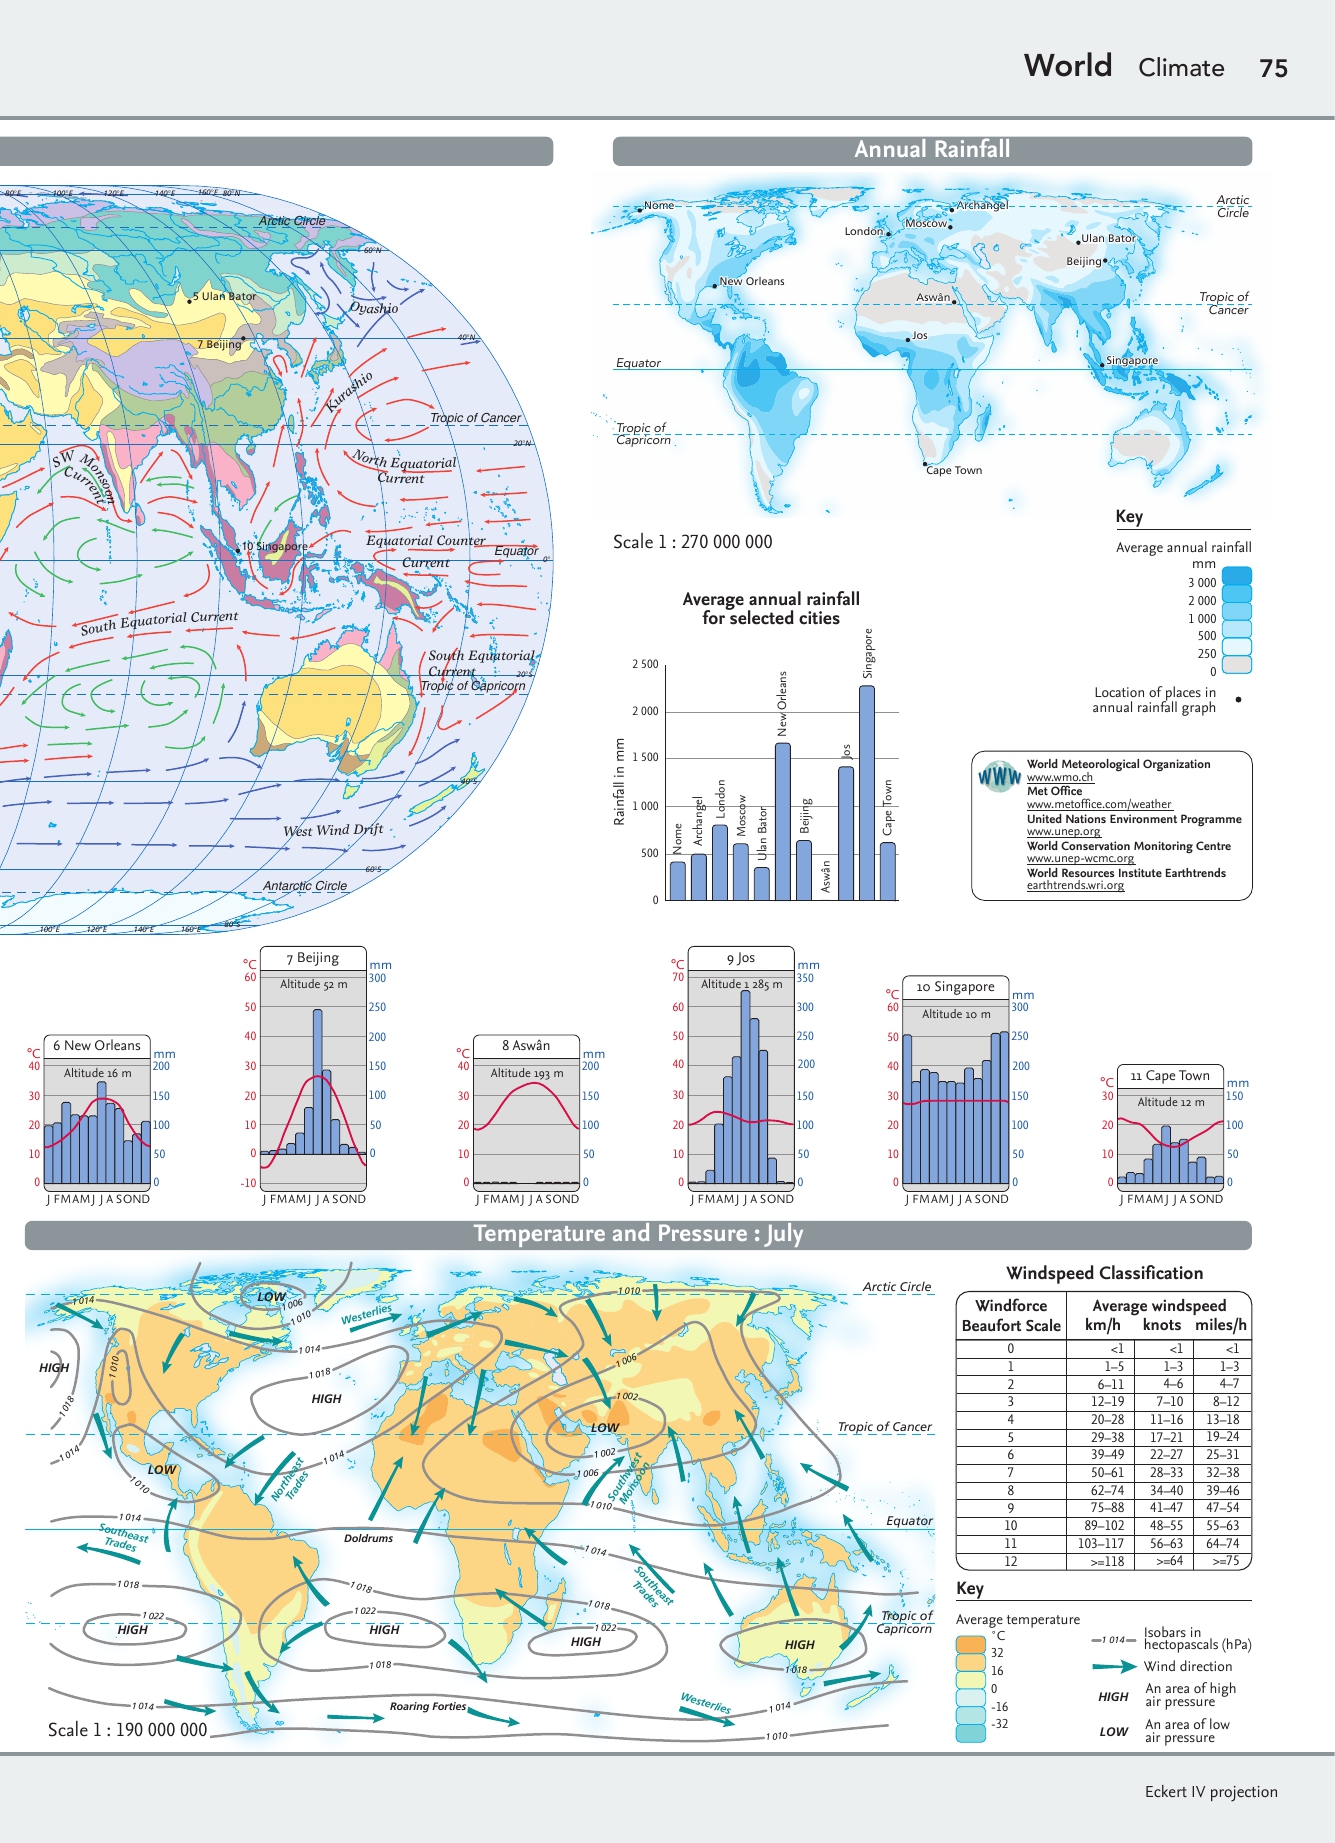 World Climate 75
Annual Rainfall
80°E 100°E 120°E 140°E 160°E 80°N
Arctic Circle
60°N
5 Ulan Bator
Oyashio
7 Beijing
40°N
Kurashio
Tropic of Cancer
20°N
SW Monsoon
Current
North Equatorial
Current
10 Singapore
Equatorial Counter
Current
Equator
0°
South Equatorial Current
South Equatorial
Current
20°S
Tropic of Capricorn
40°S
West Wind Drift
60°S
Antarctic Circle
100°E 120°E 140°E 160°E 80°S
Nome
Archangel
Arctic
Circle
London
Moscow
Ulan Bator
Beijing
New Orleans
Aswân
Tropic of
Cancer
Jos
Equator
Singapore
Tropic of
Capricorn
Cape Town
Scale 1 : 270 000 000
Key
Average annual rainfall
mm
3 000
2 000
1 000
500
250
0
Location of places in
annual rainfall graph
Average annual rainfall
for selected cities
Rainfall in mm
2 500
2 000
1 500
1 000
500
0
Nome
Archangel
London
Moscow
Ulan Bator
New Orleans
Beijing
Aswân
Jos
Singapore
Cape Town
WWW
World Meteorological Organization
www.wmo.ch
Met Office
www.metoffice.com/weather
United Nations Environment Programme
www.unep.org
World Conservation Monitoring Centre
www.unep-wcmc.org
World Resources Institute Earthtrends
earthtrends.wri.org
6 New Orleans
°C mm
Altitude 16 m
40 200
30 150
20 100
10 50
0 0
J FMAMJ J A SOND
7 Beijing
°C mm
Altitude 52 m
60 300
50 250
40 200
30 150
20 100
10 50
0 0
-10
J FMAMJ J A SOND
8 Aswân
°C mm
Altitude 193 m
40 200
30 150
20 100
10 50
0 0
J FMAMJ J A SOND
9 Jos
°C mm
Altitude 1 285 m
70 350
60 300
50 250
40 200
30 150
20 100
10 50
0 0
J FMAMJ J A SOND
10 Singapore
°C mm
Altitude 10 m
60 300
50 250
40 200
30 150
20 100
10 50
0 0
J FMAMJ J A SOND
11 Cape Town
°C mm
Altitude 12 m
30 150
20 100
10 50
0 0
J FMAMJ J A SOND
Temperature and Pressure : July
1 014
LOW
1 006
1 010
Westerlies
1 010
Arctic Circle
HIGH
1 010
1 014
1 018
1 006
1 018
HIGH
1 002
LOW
Tropic of Cancer
1 014
LOW
1 010
1 014
Northeast
Trades
1 002
1 006
Southwest
Monsoon
1 010
1 014
Southeast
Trades
Doldrums
Equator
1 014
1 018
1 018
Southeast
Trades
1 022
HIGH
1 022
HIGH
1 018
1 022
HIGH
HIGH
Tropic of
Capricorn
1 018
1 018
1 014
Roaring Forties
Westerlies
1 014
1 010
Scale 1 : 190 000 000
Windspeed Classification
Windforce Average windspeed
Beaufort Scale km/h knots miles/h
0 <1 <1 <1
1 1–5 1–3 1–3
2 6–11 4–6 4–7
3 12–19 7–10 8–12
4 20–28 11–16 13–18
5 29–38 17–21 19–24
6 39–49 22–27 25–31
7 50–61 28–33 32–38
8 62–74 34–40 39–46
9 75–88 41–47 47–54
10 89–102 48–55 55–63
11 103–117 56–63 64–74
12 >=118 >=64 >=75
Key
Average temperature
°C
32
16
0
-16
-32
1 014 Isobars in
hectopascals (hPa)
Wind direction
HIGH An area of high
air pressure
LOW An area of low
air pressure
Eckert IV projection